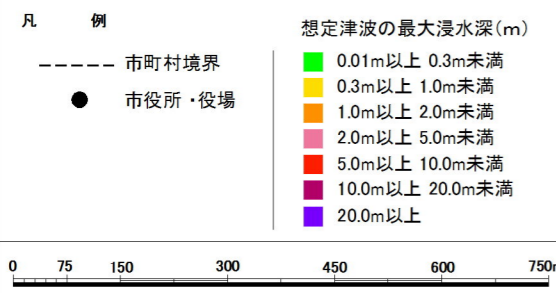 凡 例
市町村境界
市役所・役場
想定津波の最大浸水深(m)
0.01m以上 0.3m未満
0.3m以上 1.0m未満
1.0m以上 2.0m未満
2.0m以上 5.0m未満
5.0m以上 10.0m未満
10.0m以上 20.0m未満
20.0m以上
0 75 150 300 450 600 750m